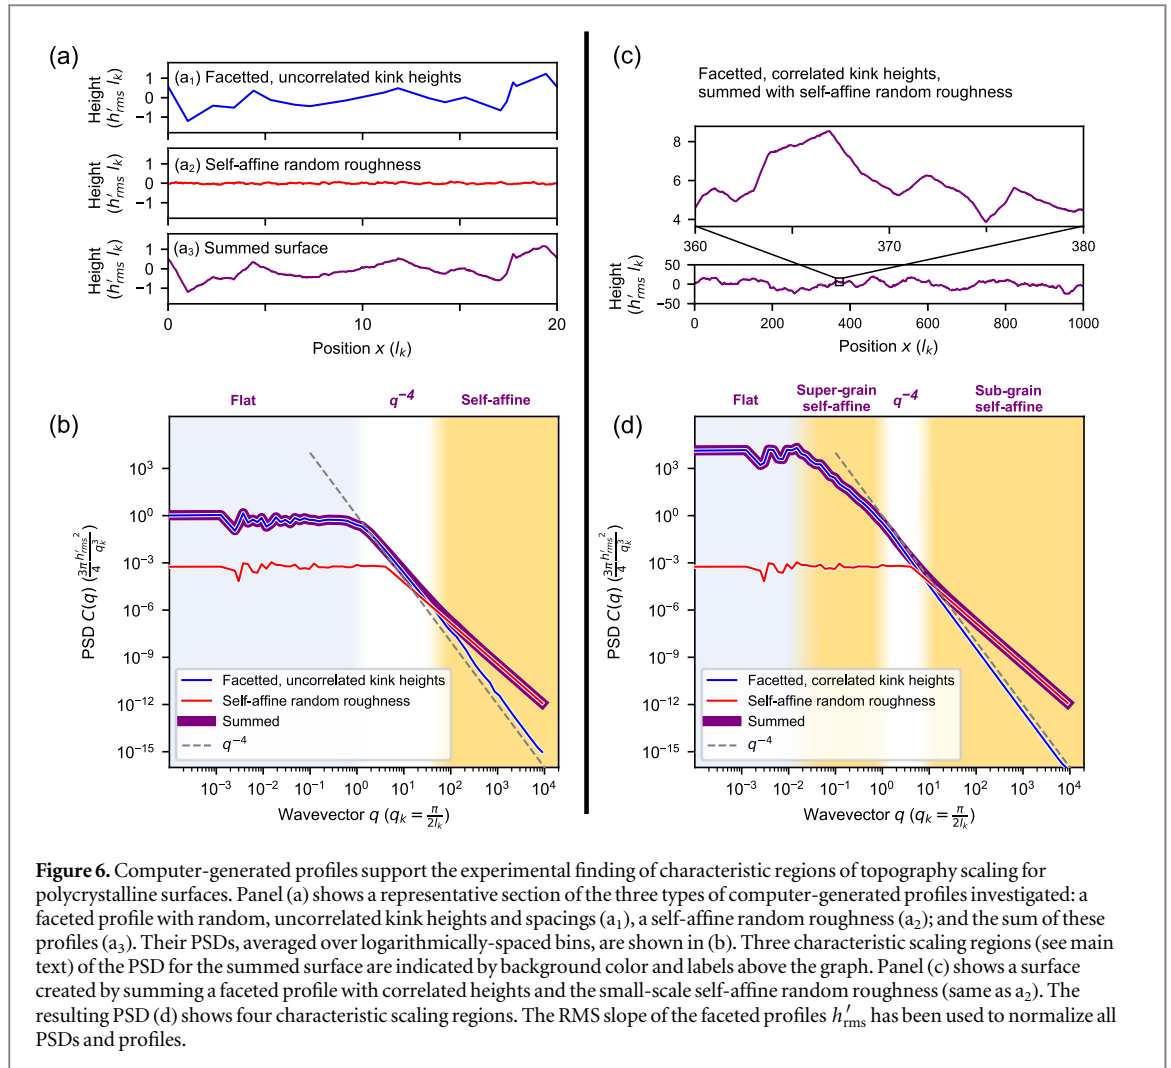 (a)
(a₁) Facetted, uncorrelated kink heights
Height
(h′rms lk)
1
0
−1
(a₂) Self-affine random roughness
Height
(h′rms lk)
1
0
−1
(a₃) Summed surface
Height
(h′rms lk)
1
0
−1
0 10 20
Position x (lk)
(c)
Facetted, correlated kink heights,
summed with self-affine random roughness
8
6
4
360 370 380
Height
(h′rms lk)
50
0
−50
0 200 400 600 800 1000
Position x (lk)
(b)
Flat q⁻⁴ Self-affine
PSD C(q) (3π/4 h′rms²/qk³)
10³
10⁰
10⁻³
10⁻⁶
10⁻⁹
10⁻¹²
10⁻¹⁵
Facetted, uncorrelated kink heights
Self-affine random roughness
Summed
q⁻⁴
10⁻³ 10⁻² 10⁻¹ 10⁰ 10¹ 10² 10³ 10⁴
Wavevector q (qk = π/2lk)
(d)
Flat Super-grain q⁻⁴ Sub-grain
self-affine self-affine
PSD C(q) (3π/4 h′rms²/qk³)
10³
10⁰
10⁻³
10⁻⁶
10⁻⁹
10⁻¹²
10⁻¹⁵
Facetted, correlated kink heights
Self-affine random roughness
Summed
q⁻⁴
10⁻³ 10⁻² 10⁻¹ 10⁰ 10¹ 10² 10³ 10⁴
Wavevector q (qk = π/2lk)
Figure 6. Computer-generated profiles support the experimental finding of characteristic regions of topography scaling for
polycrystalline surfaces. Panel (a) shows a representative section of the three types of computer-generated profiles investigated: a
faceted profile with random, uncorrelated kink heights and spacings (a₁), a self-affine random roughness (a₂); and the sum of these
profiles (a₃). Their PSDs, averaged over logarithmically-spaced bins, are shown in (b). Three characteristic scaling regions (see main
text) of the PSD for the summed surface are indicated by background color and labels above the graph. Panel (c) shows a surface
created by summing a faceted profile with correlated heights and the small-scale self-affine random roughness (same as a₂). The
resulting PSD (d) shows four characteristic scaling regions. The RMS slope of the faceted profiles h′rms has been used to normalize all
PSDs and profiles.